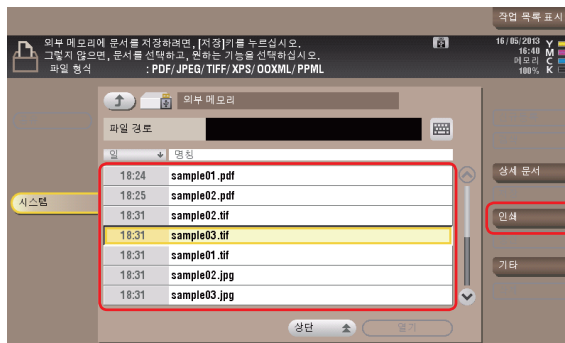 작업 목록 표시
외부 메모리에 문서를 저장하려면, [저장]키를 누르십시오.
그렇지 않으면, 문서를 선택하고, 원하는 기능을 선택하십시오.
파일 형식 : PDF/JPEG/TIFF/XPS/OOXML/PPML
16/05/2013
16:40
메모리
100%
Y
M
C
K
외부 메모리
파일 경로
일 명칭
18:24 sample01.pdf
18:25 sample02.pdf
18:31 sample02.tif
18:31 sample03.tif
18:31 sample01.tif
18:31 sample02.jpg
18:31 sample03.jpg
시스템
상세 문서
인쇄
기타
상단
열기